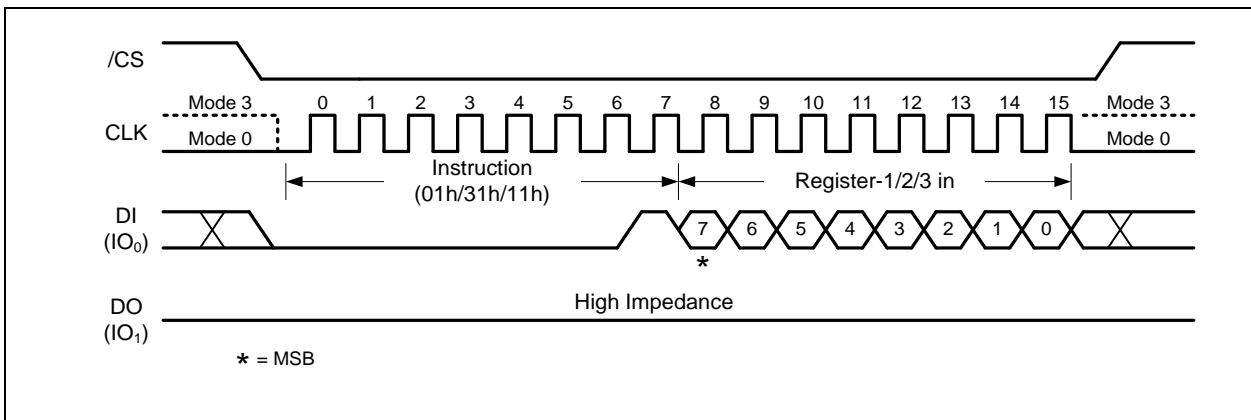 /CS
Mode 3 0 1 2 3 4 5 6 7 8 9 10 11 12 13 14 15 Mode 3
CLK
Mode 0 Mode 0
Instruction
(01h/31h/11h)
Register-1/2/3 in
DI
(IO₀)
7 6 5 4 3 2 1 0
*
High Impedance
DO
(IO₁)
* = MSB